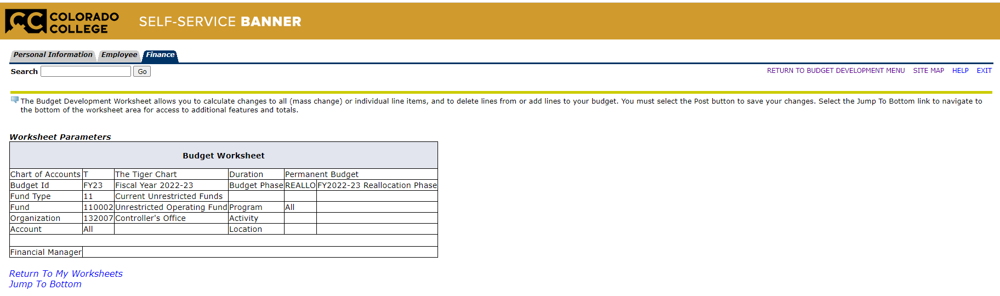 COLORADO
COLLEGE
SELF-SERVICE BANNER
Personal Information Employee Finance
Search Go RETURN TO BUDGET DEVELOPMENT MENU SITE MAP HELP EXIT
The Budget Development Worksheet allows you to calculate changes to all (mass change) or individual line items, and to delete lines from or add lines to your budget. You must select the Post button to save your changes. Select the Jump To Bottom link to navigate to
the bottom of the worksheet area for access to additional features and totals.
Worksheet Parameters
Budget Worksheet
Chart of Accounts T The Tiger Chart Duration Permanent Budget
Budget Id FY23 Fiscal Year 2022-23 Budget Phase REALLO FY2022-23 Reallocation Phase
Fund Type 11 Current Unrestricted Funds
Fund 110002 Unrestricted Operating Fund Program All
Organization 132007 Controller's Office Activity
Account All Location
Financial Manager
Return To My Worksheets
Jump To Bottom